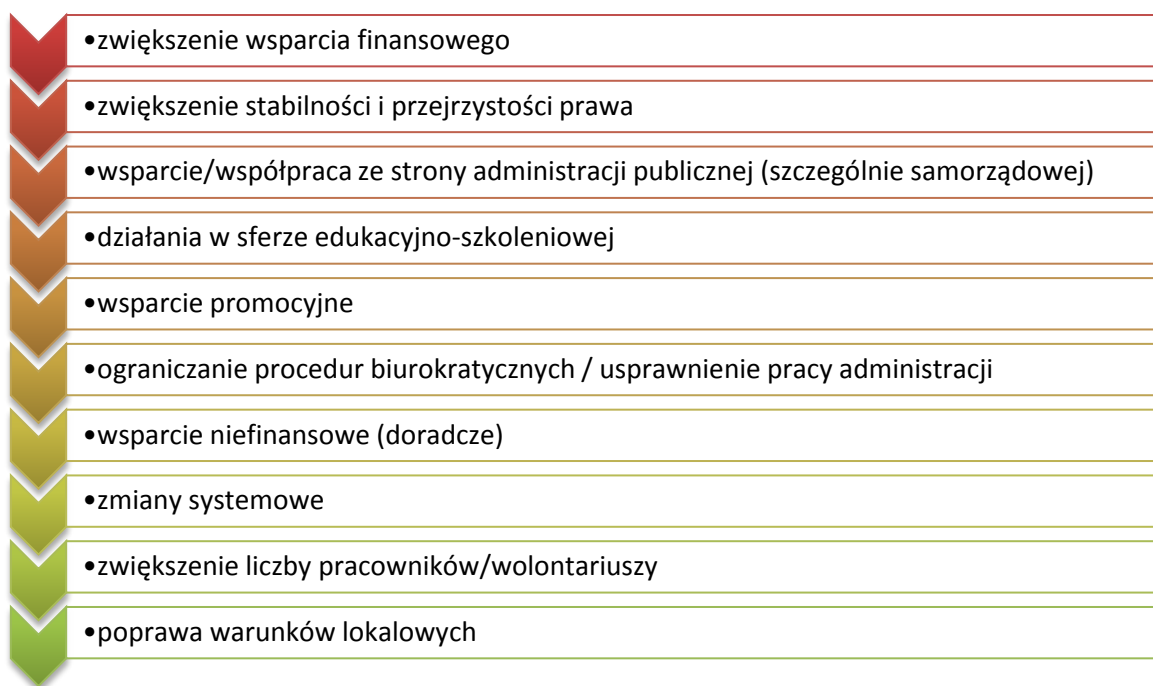 •zwiększenie wsparcia finansowego
•zwiększenie stabilności i przejrzystości prawa
•wsparcie/współpraca ze strony administracji publicznej (szczególnie samorządowej)
•działania w sferze edukacyjno-szkoleniowej
•wsparcie promocyjne
•ograniczanie procedur biurokratycznych / usprawnienie pracy administracji
•wsparcie niefinansowe (doradcze)
•zmiany systemowe
•zwiększenie liczby pracowników/wolontariuszy
•poprawa warunków lokalowych